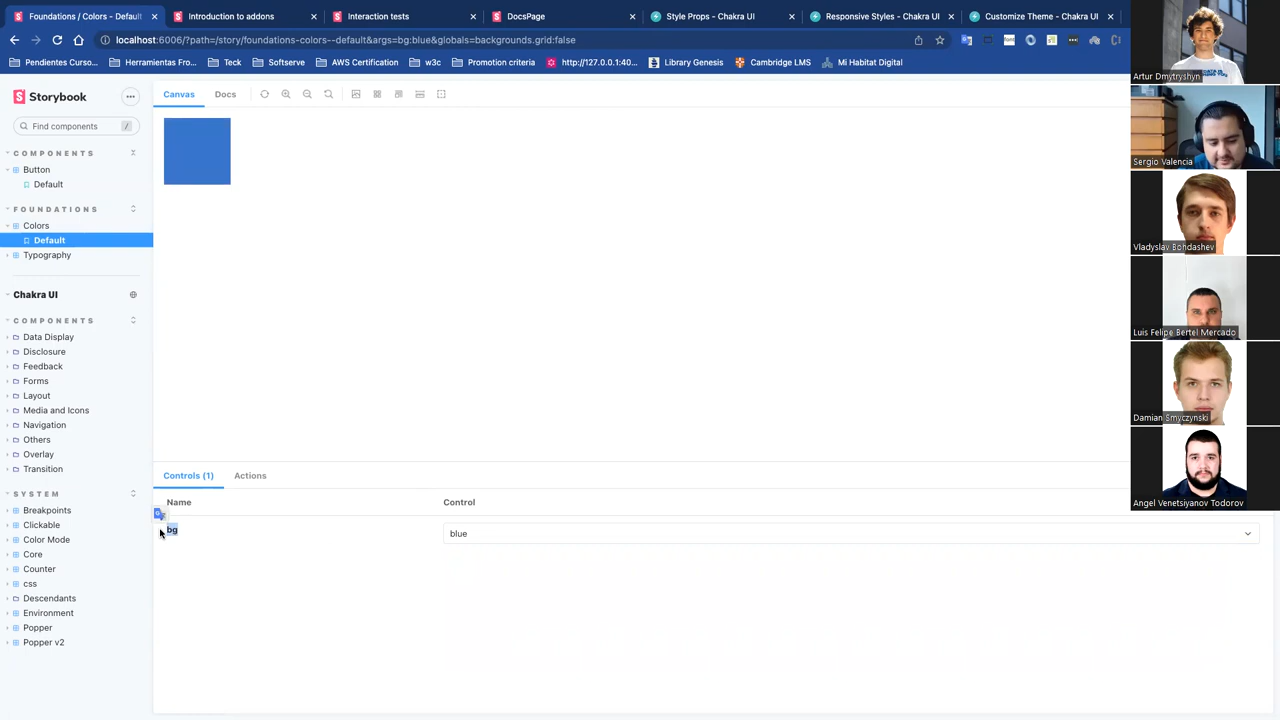 Foundations / Colors - Default
Introduction to addons
Interaction tests
DocsPage
Style Props - Chakra UI
Responsive Styles - Chakra UI
Customize Theme - Chakra UI
localhost:6006/?path=/story/foundations-colors--default&args=bg:blue&globals=backgrounds.grid:false
Pendientes Curso...
Herramientas Fro...
Teck
Softserve
AWS Certification
w3c
Promotion criteria
http://127.0.0.1:40...
Library Genesis
Cambridge LMS
Mi Habitat Digital
Storybook
Find components
/
COMPONENTS
Button
Default
FOUNDATIONS
Colors
Default
Typography
Chakra UI
COMPONENTS
Data Display
Disclosure
Feedback
Forms
Layout
Media and Icons
Navigation
Others
Overlay
Transition
SYSTEM
Breakpoints
Clickable
Color Mode
Core
Counter
css
Descendants
Environment
Popper
Popper v2
Canvas
Docs
Controls (1)
Actions
Name
Control
bg
blue
Artur Dmytryshyn
Sergio Valencia
Vladyslav Bohdashev
Luis Felipe Bertel Mercado
Damian Smyczynski
Angel Venetsiyanov Todorov